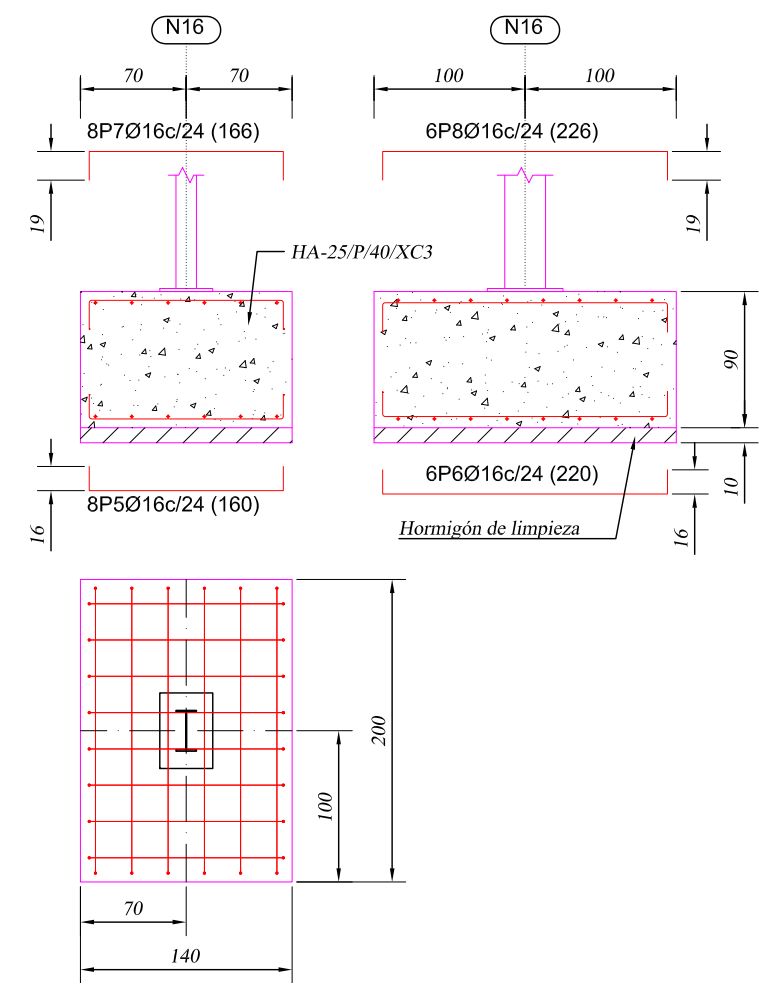 N16
N16
70
70
100
100
8P7Ø16c/24 (166)
6P8Ø16c/24 (226)
19
19
HA-25/P/40/XC3
90
10
8P5Ø16c/24 (160)
6P6Ø16c/24 (220)
16
16
Hormigón de limpieza
200
100
70
140